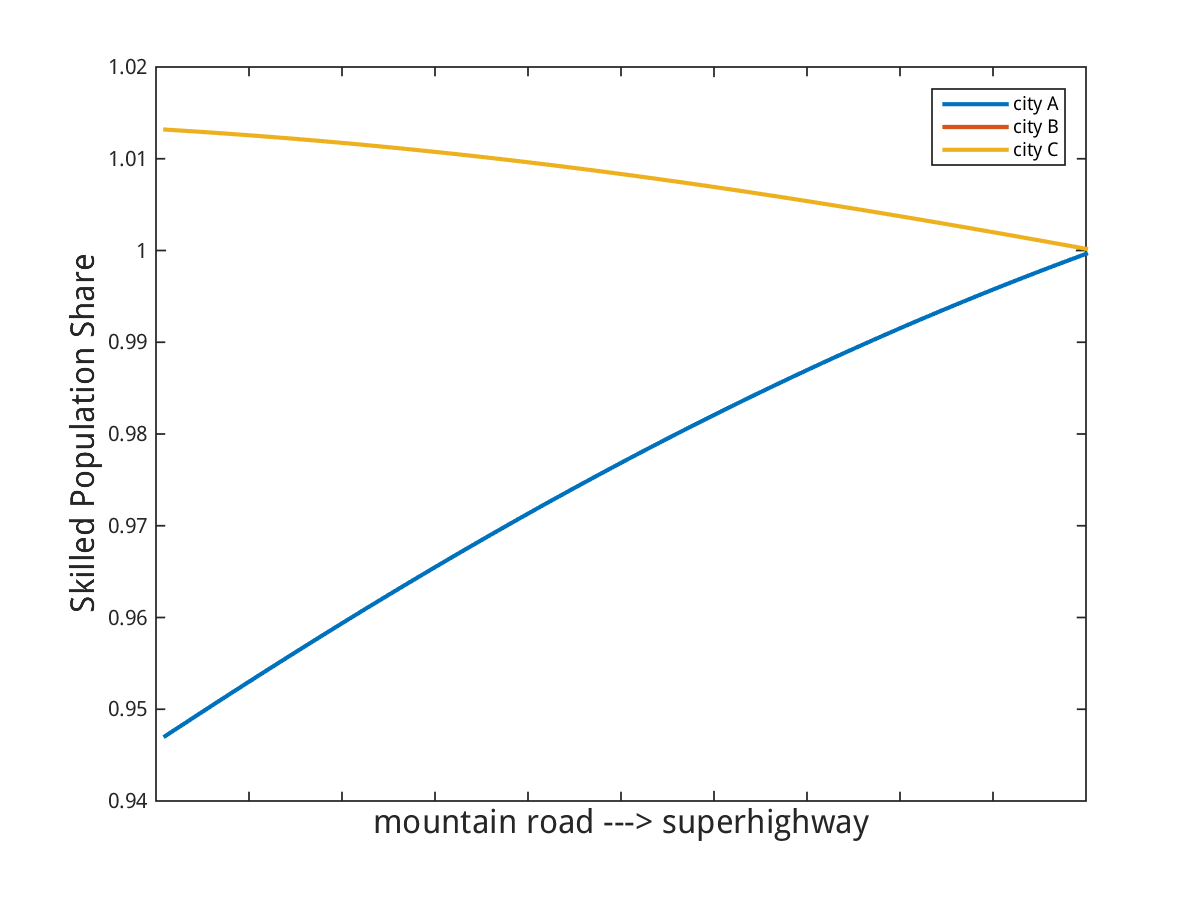 1.02
1.01
1
0.99
0.98
0.97
0.96
0.95
0.94
Skilled Population Share
city A
city B
city C
mountain road ---> superhighway